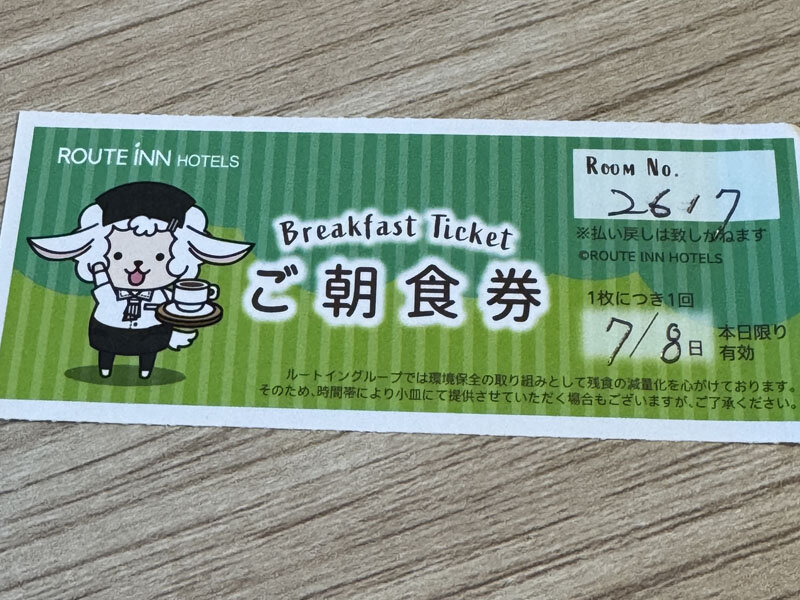 ROUTE INN HOTELS
Breakfast Ticket
ご朝食券
ROOM NO.
2617
※払い戻しは致しかねます
©ROUTE INN HOTELS
1枚につき1回
7/8日 本日限り
有効
ルートイングループでは環境保全の取り組みとして残食の減量化を心がけております。
そのため、時間帯により小皿にて提供させていただく場合もございますが、ご了承ください。